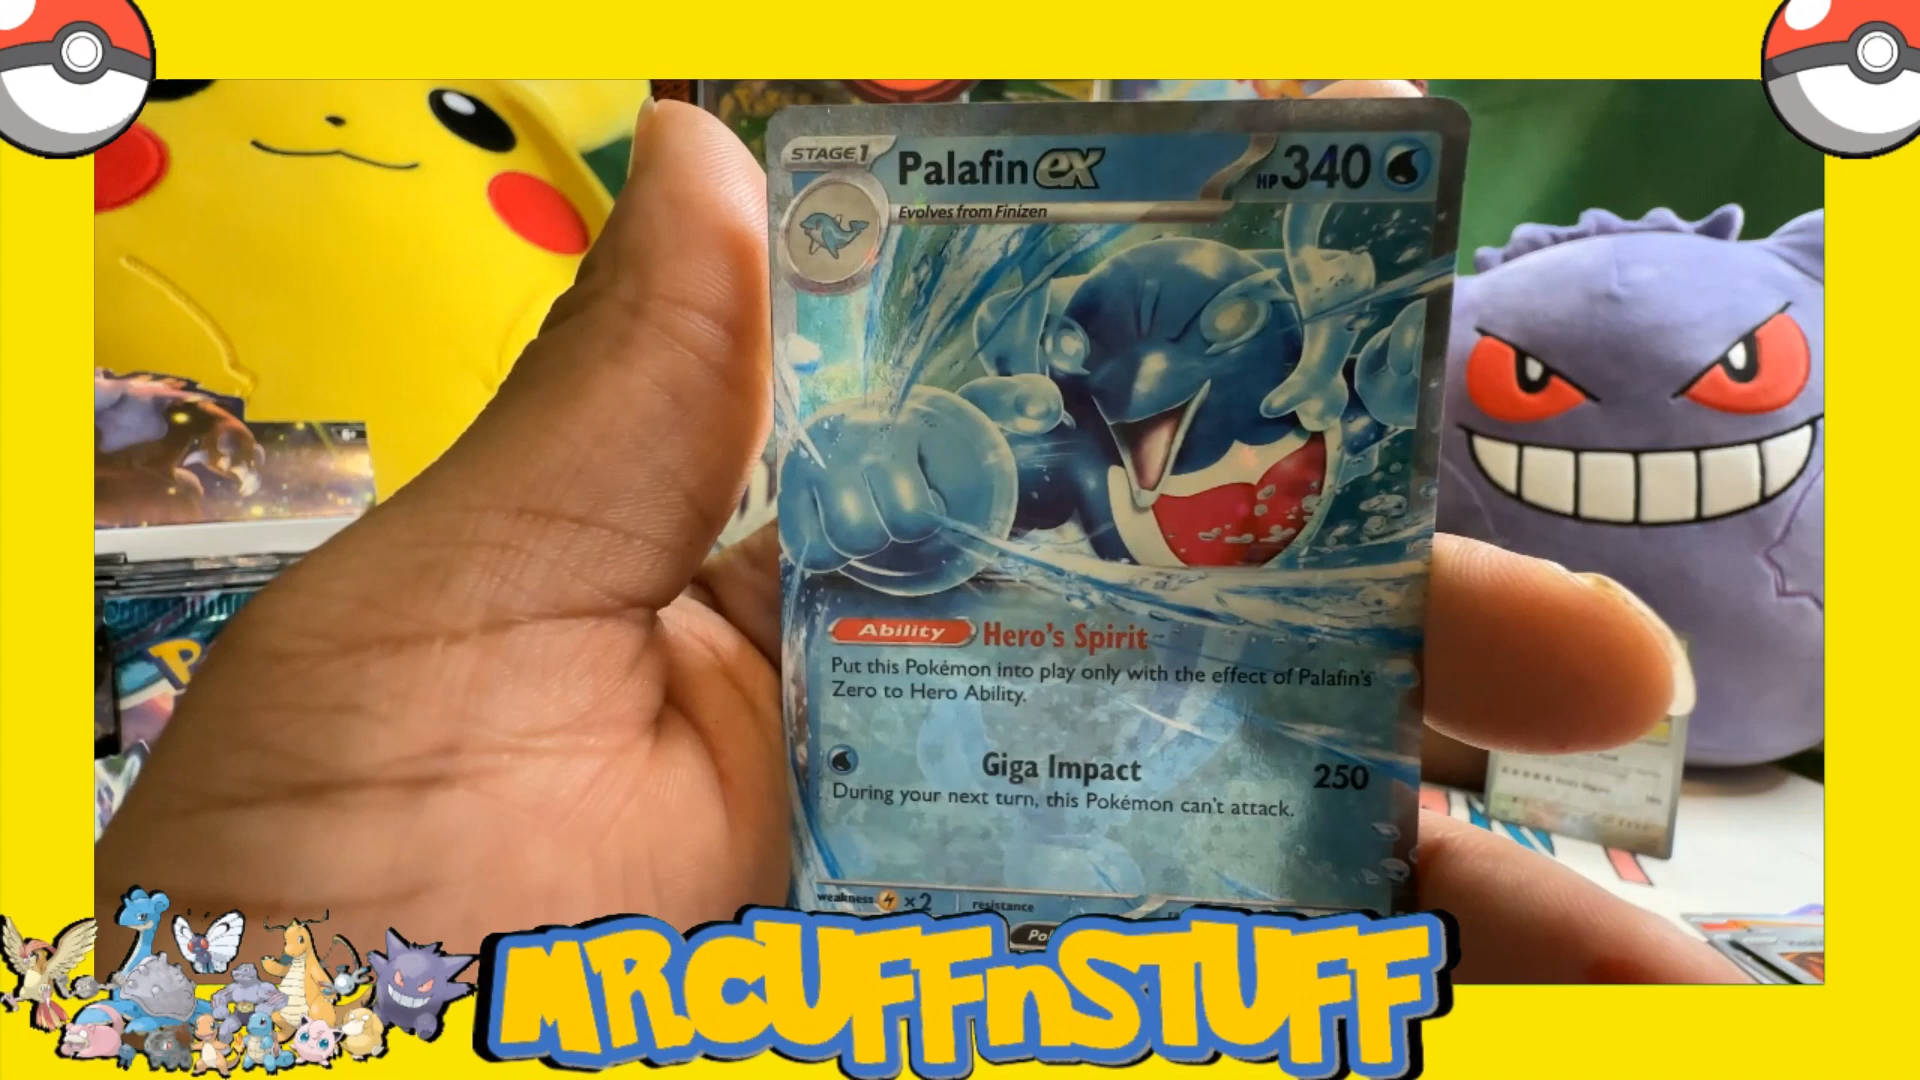 STAGE1
Palafin ex
HP 340
Evolves from Finizen
Ability Hero's Spirit
Put this Pokémon into play only with the effect of Palafin's
Zero to Hero Ability.
Giga Impact 250
During your next turn, this Pokémon can't attack.
weakness ×2 resistance
MRCUFFnSTUFF